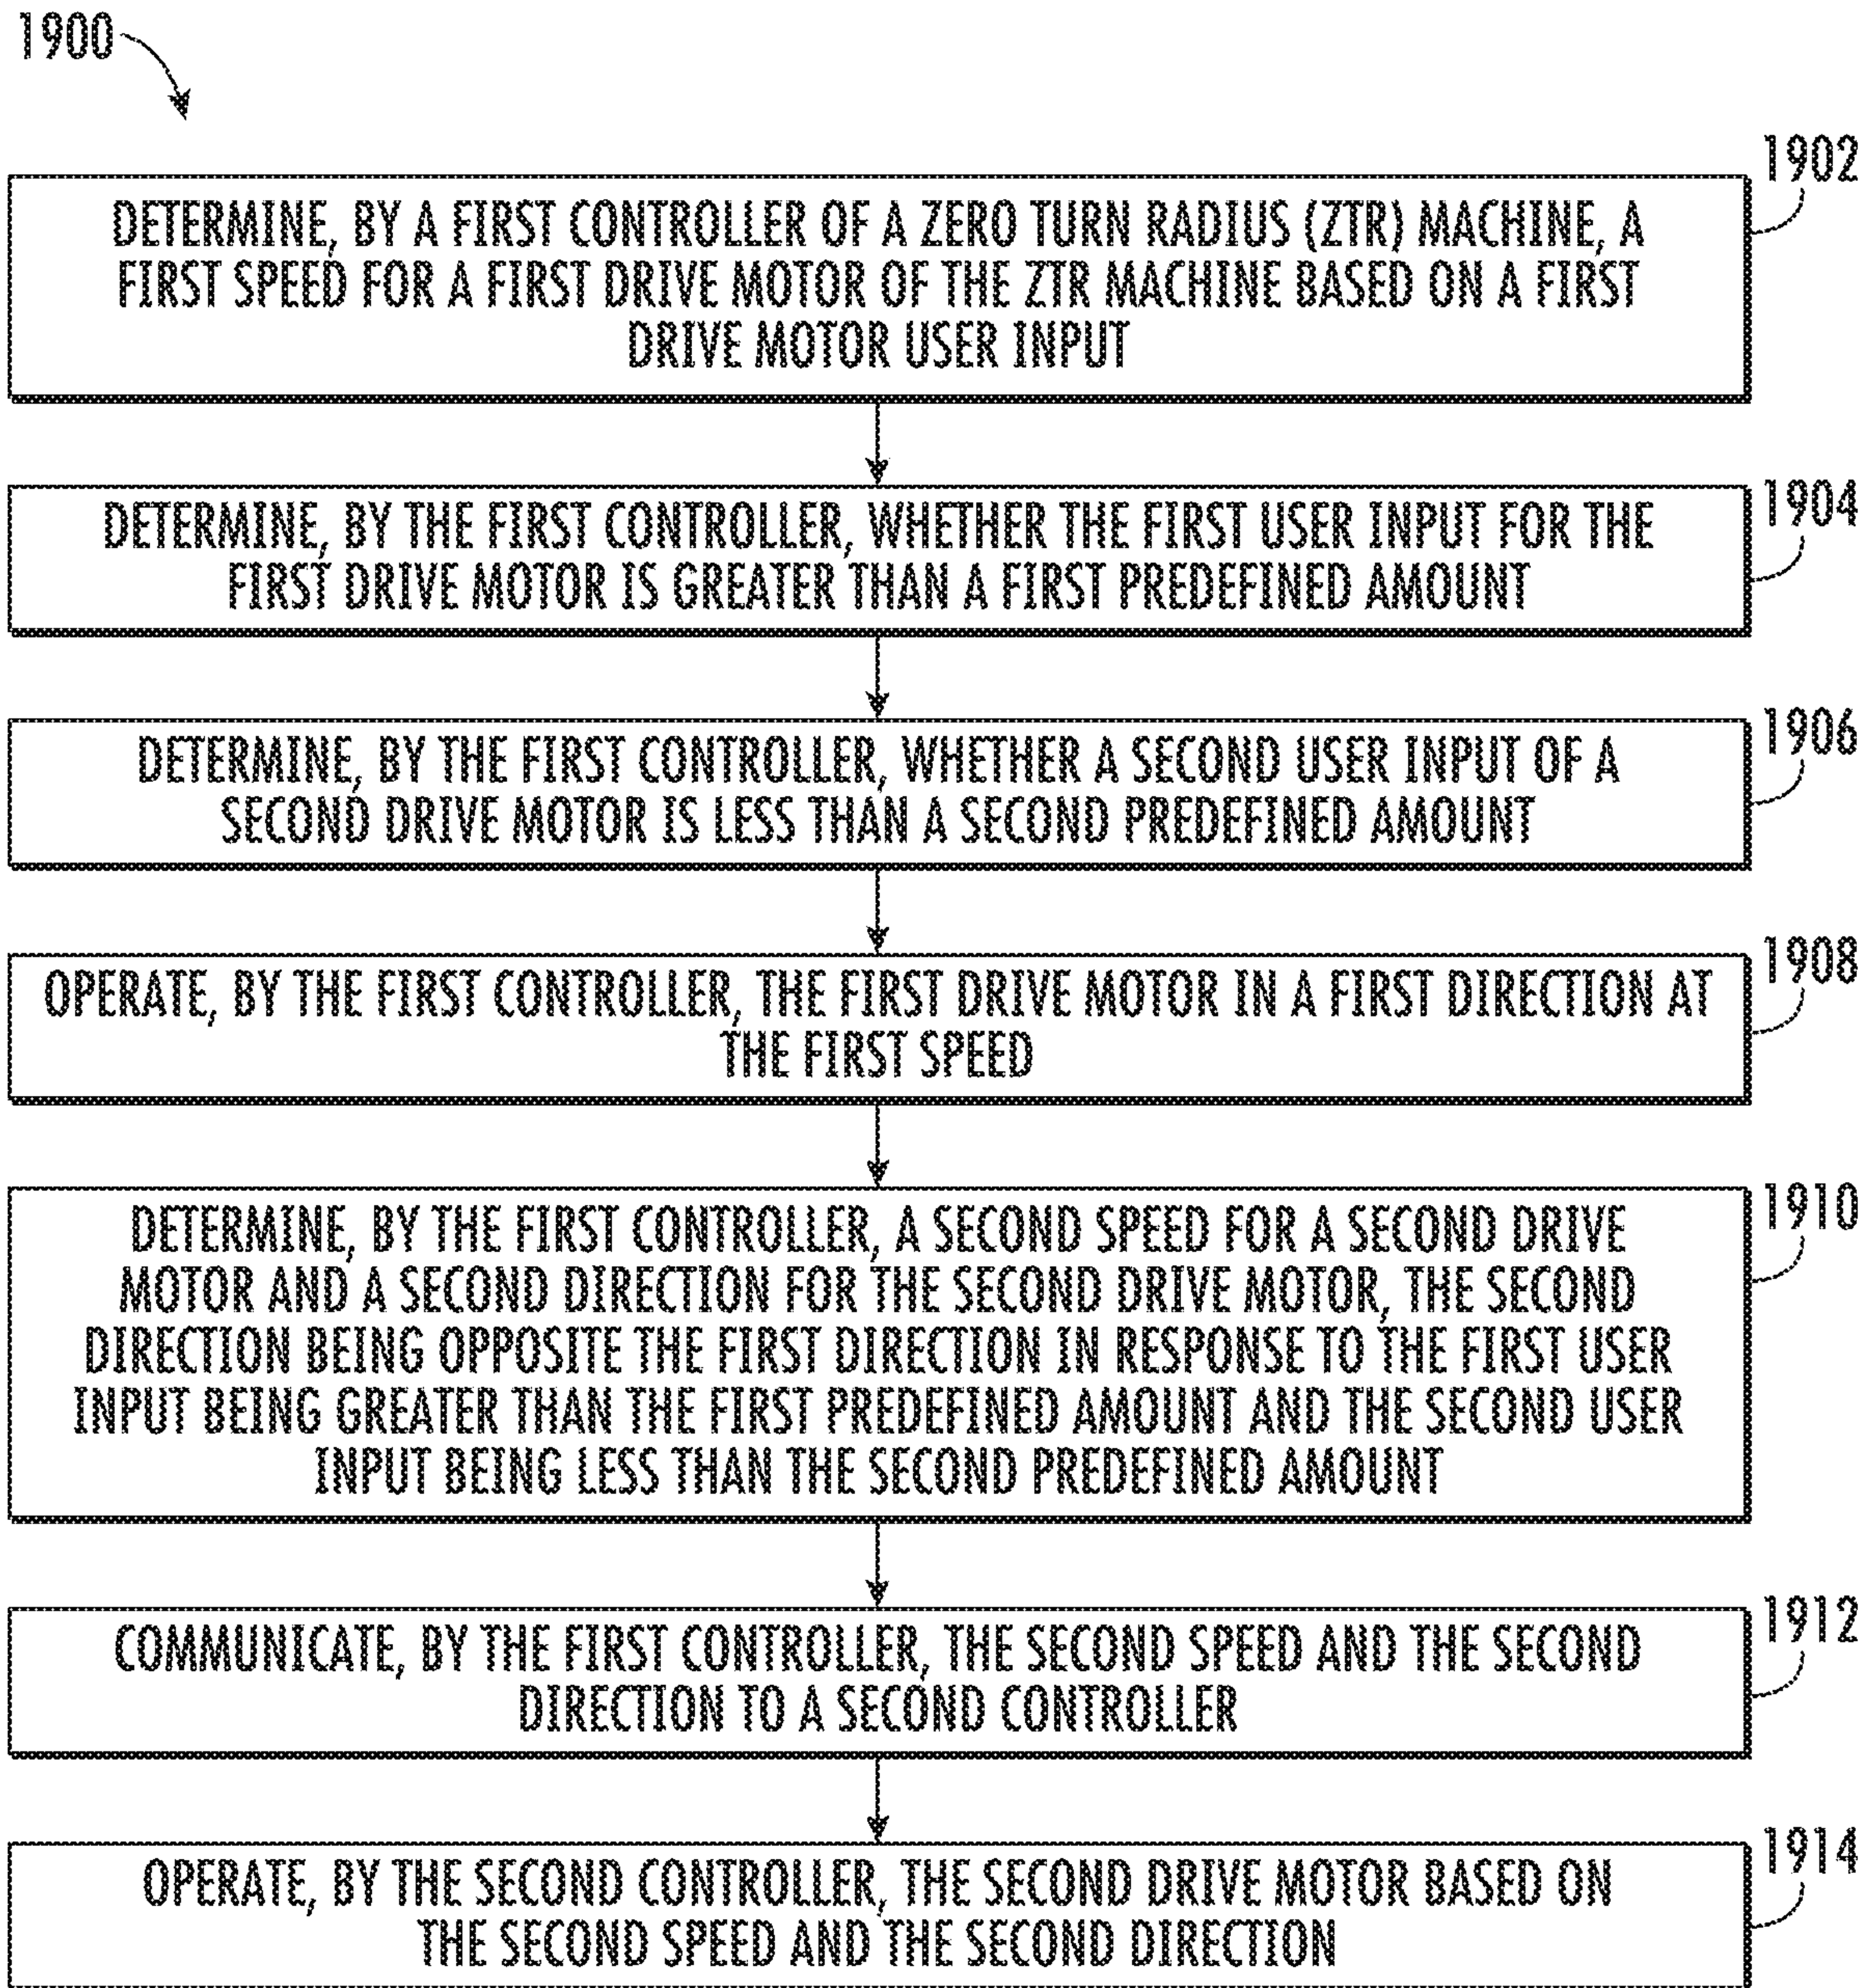 1900
1902
DETERMINE, BY A FIRST CONTROLLER OF A ZERO TURN RADIUS (ZTR) MACHINE, A
FIRST SPEED FOR A FIRST DRIVE MOTOR OF THE ZTR MACHINE BASED ON A FIRST
DRIVE MOTOR USER INPUT
1904
DETERMINE, BY THE FIRST CONTROLLER, WHETHER THE FIRST USER INPUT FOR THE
FIRST DRIVE MOTOR IS GREATER THAN A FIRST PREDEFINED AMOUNT
1906
DETERMINE, BY THE FIRST CONTROLLER, WHETHER A SECOND USER INPUT OF A
SECOND DRIVE MOTOR IS LESS THAN A SECOND PREDEFINED AMOUNT
1908
OPERATE, BY THE FIRST CONTROLLER, THE FIRST DRIVE MOTOR IN A FIRST DIRECTION AT
THE FIRST SPEED
1910
DETERMINE, BY THE FIRST CONTROLLER, A SECOND SPEED FOR A SECOND DRIVE
MOTOR AND A SECOND DIRECTION FOR THE SECOND DRIVE MOTOR, THE SECOND
DIRECTION BEING OPPOSITE THE FIRST DIRECTION IN RESPONSE TO THE FIRST USER
INPUT BEING GREATER THAN THE FIRST PREDEFINED AMOUNT AND THE SECOND USER
INPUT BEING LESS THAN THE SECOND PREDEFINED AMOUNT
1912
COMMUNICATE, BY THE FIRST CONTROLLER, THE SECOND SPEED AND THE SECOND
DIRECTION TO A SECOND CONTROLLER
1914
OPERATE, BY THE SECOND CONTROLLER, THE SECOND DRIVE MOTOR BASED ON
THE SECOND SPEED AND THE SECOND DIRECTION